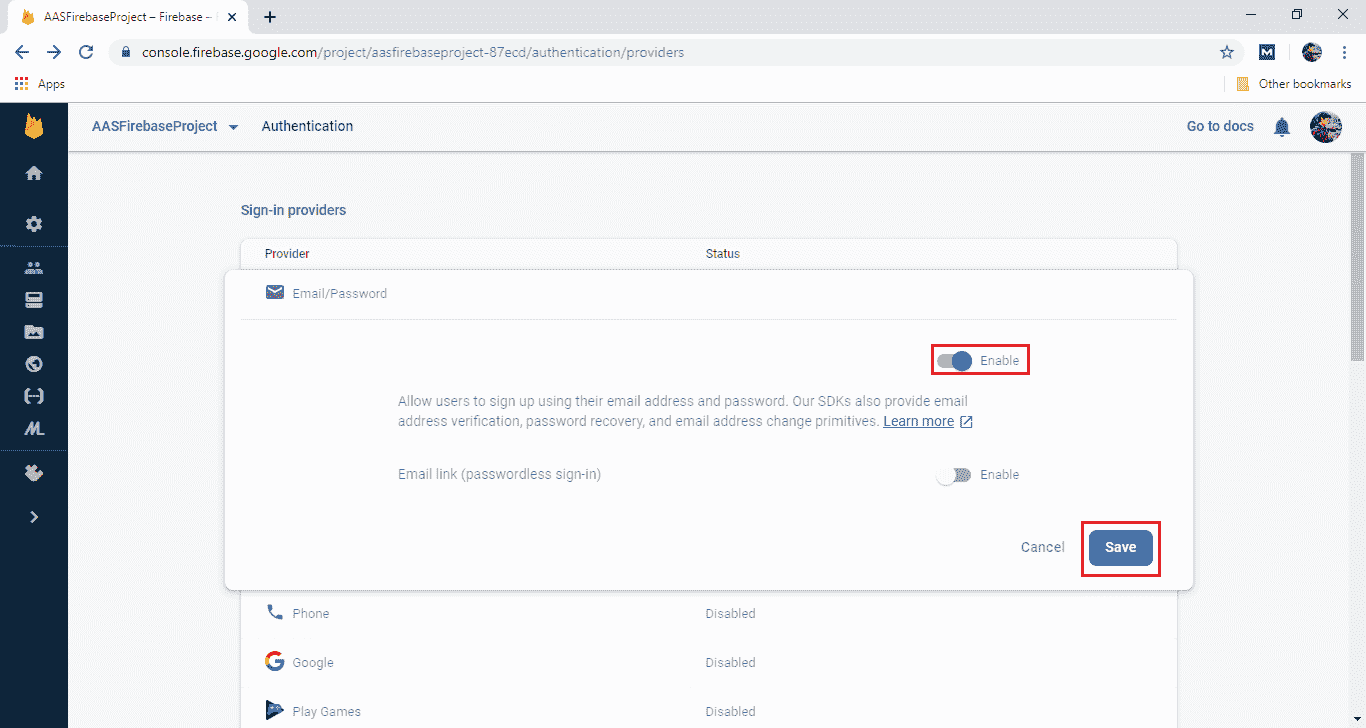 AASFirebaseProject – Firebase –
console.firebase.google.com/project/aasfirebaseproject-87ecd/authentication/providers
Apps
Other bookmarks
AASFirebaseProject
Authentication
Go to docs
Sign-in providers
Provider
Status
Email/Password
Enable
Allow users to sign up using their email address and password. Our SDKs also provide email
address verification, password recovery, and email address change primitives. Learn more
Email link (passwordless sign-in)
Enable
Cancel
Save
Phone
Disabled
Google
Disabled
Play Games
Disabled